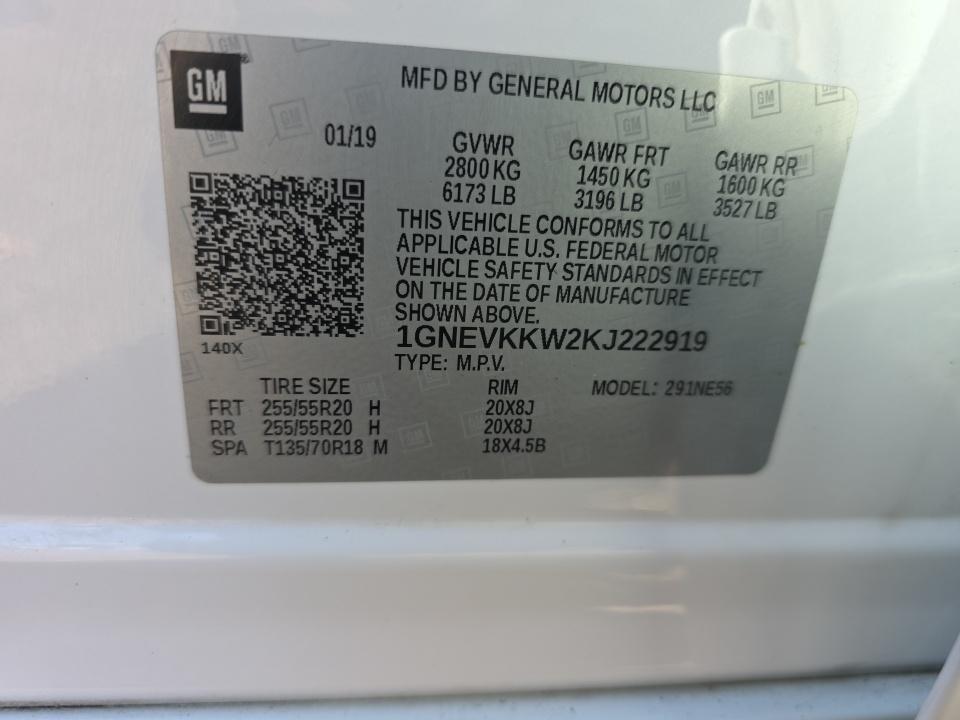 GM
MFD BY GENERAL MOTORS LLC
01/19
GVWR GAWR FRT GAWR RR
2800 KG 1450 KG 1600 KG
6173 LB 3196 LB 3527 LB
THIS VEHICLE CONFORMS TO ALL
APPLICABLE U.S. FEDERAL MOTOR
VEHICLE SAFETY STANDARDS IN EFFECT
ON THE DATE OF MANUFACTURE
SHOWN ABOVE.
140X
1GNEVKKW2KJ222919
TYPE: M.P.V.
TIRE SIZE RIM MODEL: 291NE56
FRT 255/55R20 H 20X8J
RR 255/55R20 H 20X8J
SPA T135/70R18 M 18X4.5B